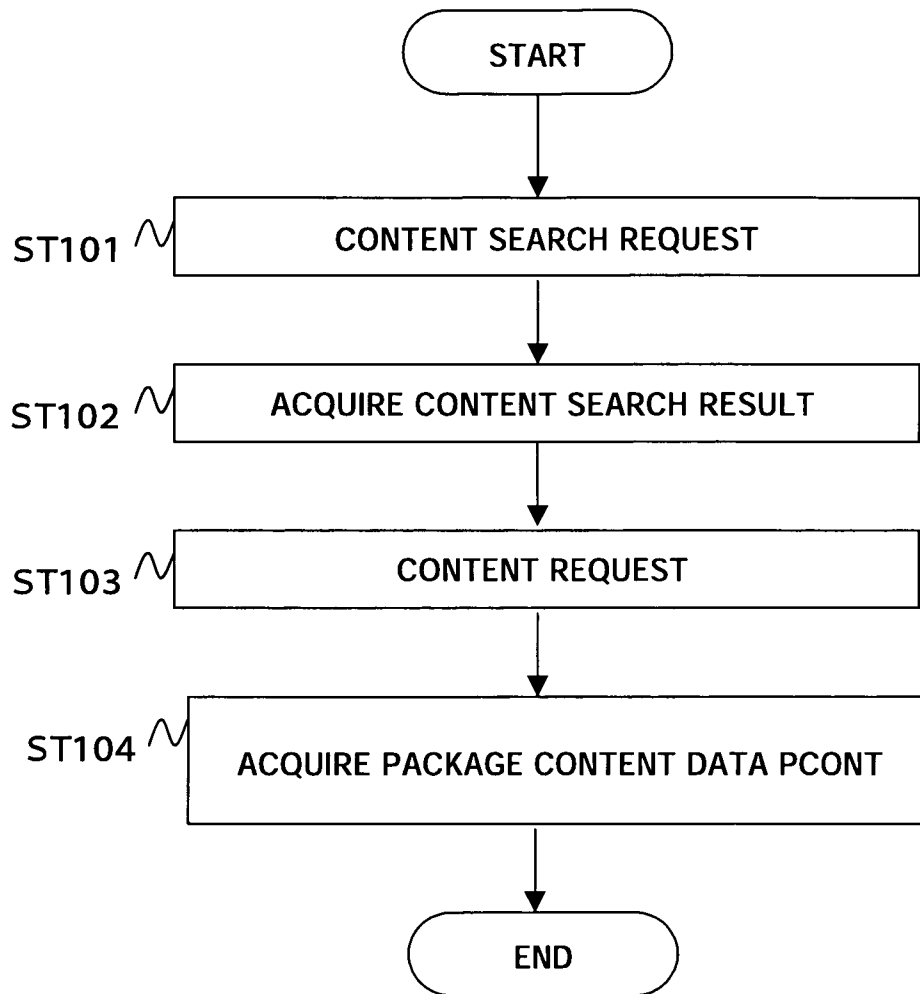 START
ST101
CONTENT SEARCH REQUEST
ST102
ACQUIRE CONTENT SEARCH RESULT
ST103
CONTENT REQUEST
ST104
ACQUIRE PACKAGE CONTENT DATA PCONT
END